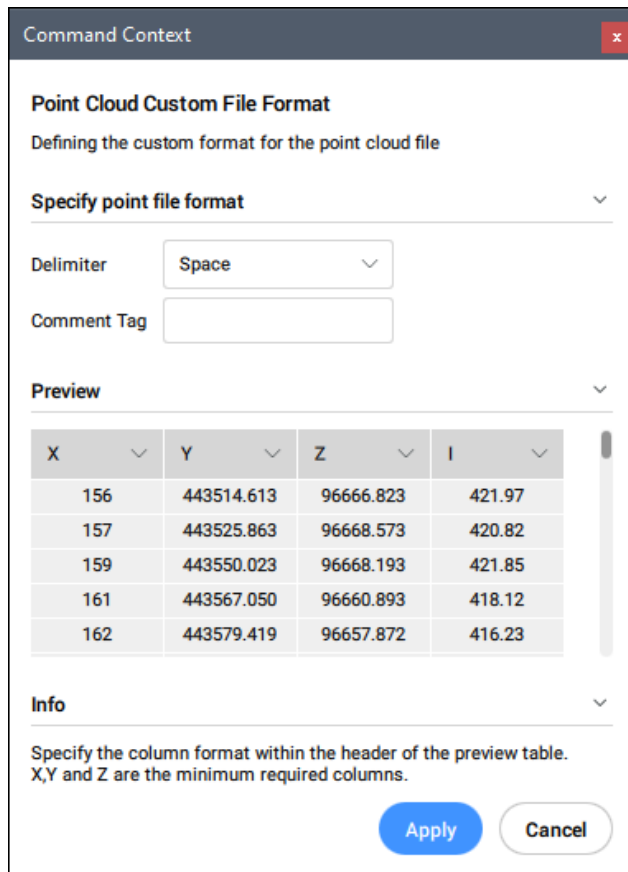 Command Context
x
Point Cloud Custom File Format
Defining the custom format for the point cloud file
Specify point file format
Delimiter Space
Comment Tag
Preview
X Y Z I
156 443514.613 96666.823 421.97
157 443525.863 96668.573 420.82
159 443550.023 96668.193 421.85
161 443567.050 96660.893 418.12
162 443579.419 96657.872 416.23
Info
Specify the column format within the header of the preview table.
X,Y and Z are the minimum required columns.
Apply Cancel